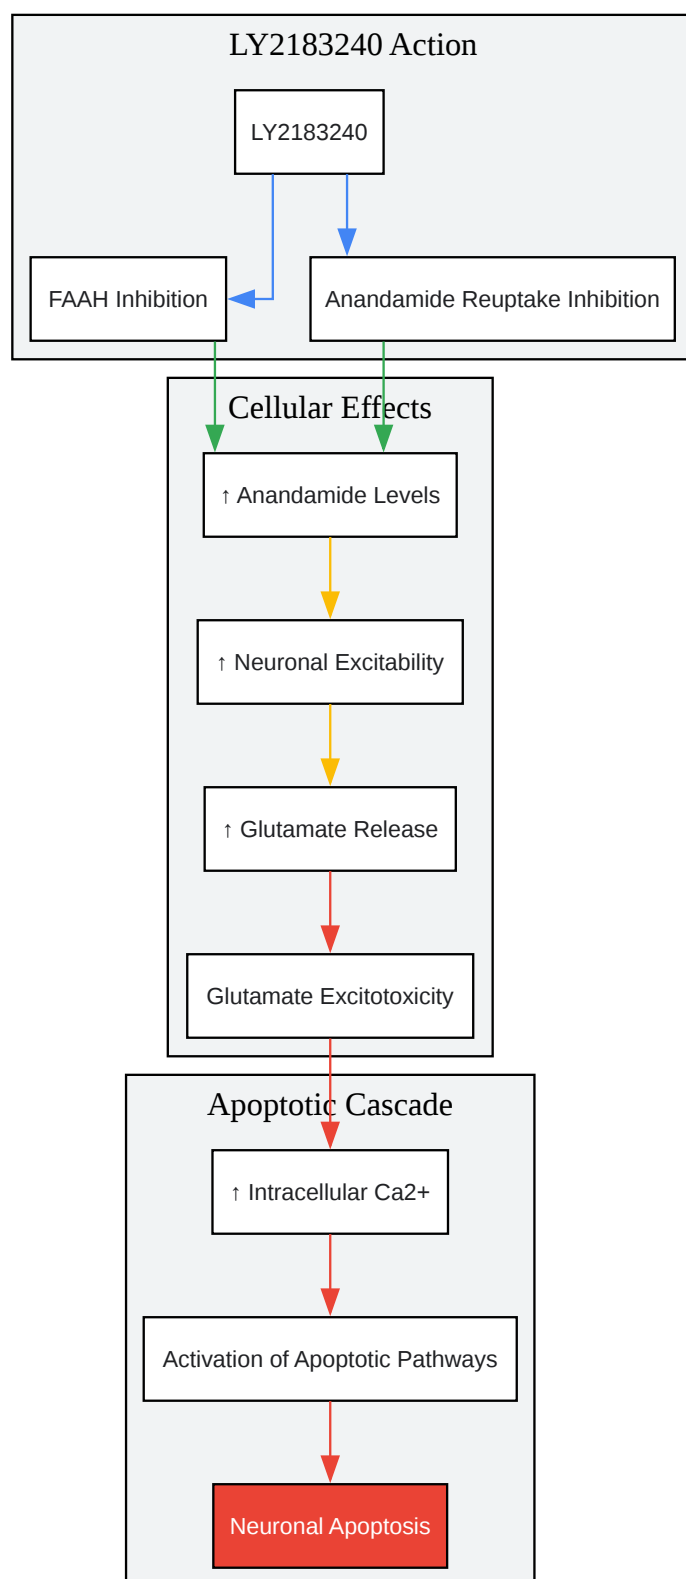 LY2183240 Action
LY2183240
FAAH Inhibition
Anandamide Reuptake Inhibition
Cellular Effects
↑ Anandamide Levels
↑ Neuronal Excitability
↑ Glutamate Release
Glutamate Excitotoxicity
Apoptotic Cascade
↑ Intracellular Ca2+
Activation of Apoptotic Pathways
Neuronal Apoptosis